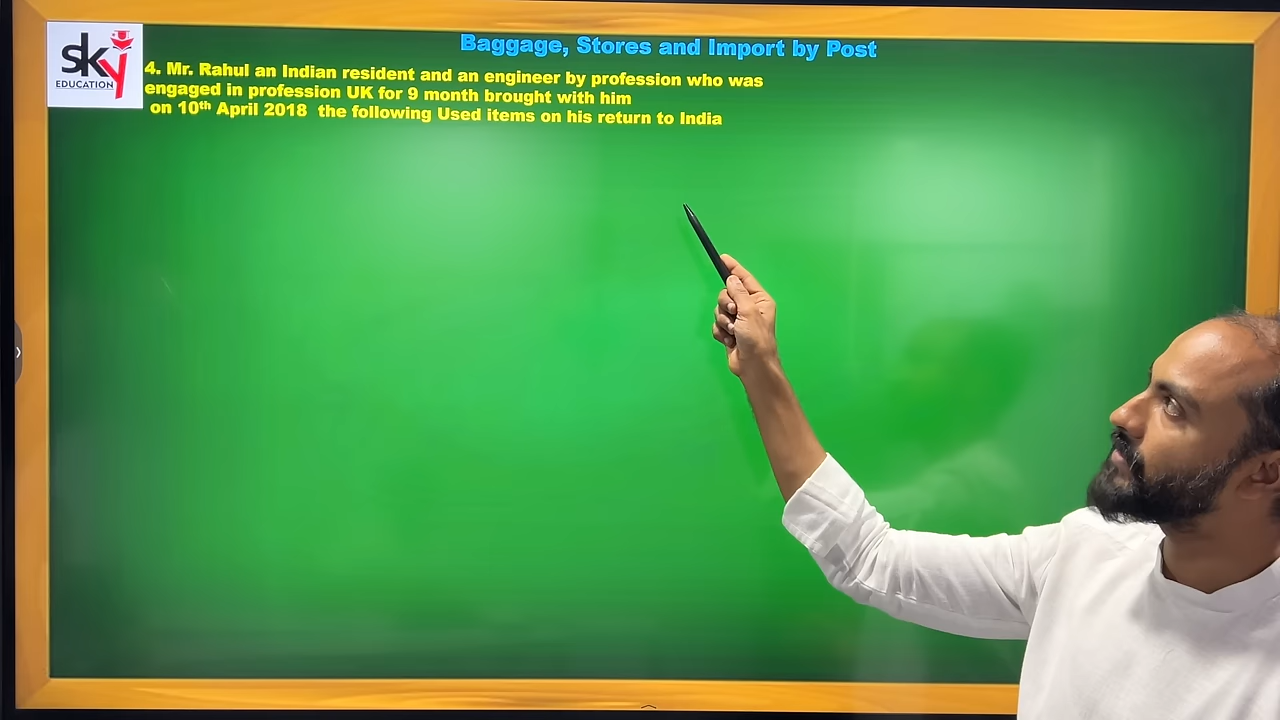 sky
EDUCATION
Baggage, Stores and Import by Post
4. Mr. Rahul an Indian resident and an engineer by profession who was
engaged in profession UK for 9 month brought with him
on 10th April 2018 the following Used items on his return to India